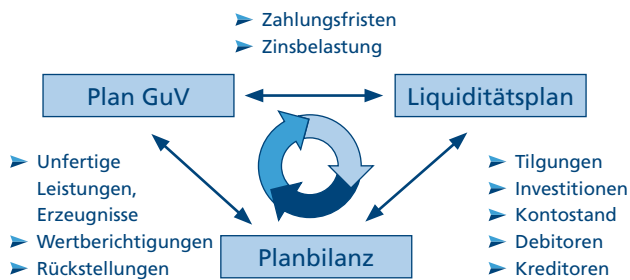 Zahlungsfristen
Zinsbelastung
Plan GuV
Liquiditätsplan
Unfertige
Leistungen,
Erzeugnisse
Wertberichtigungen
Rückstellungen
Tilgungen
Investitionen
Kontostand
Debitoren
Kreditoren
Planbilanz